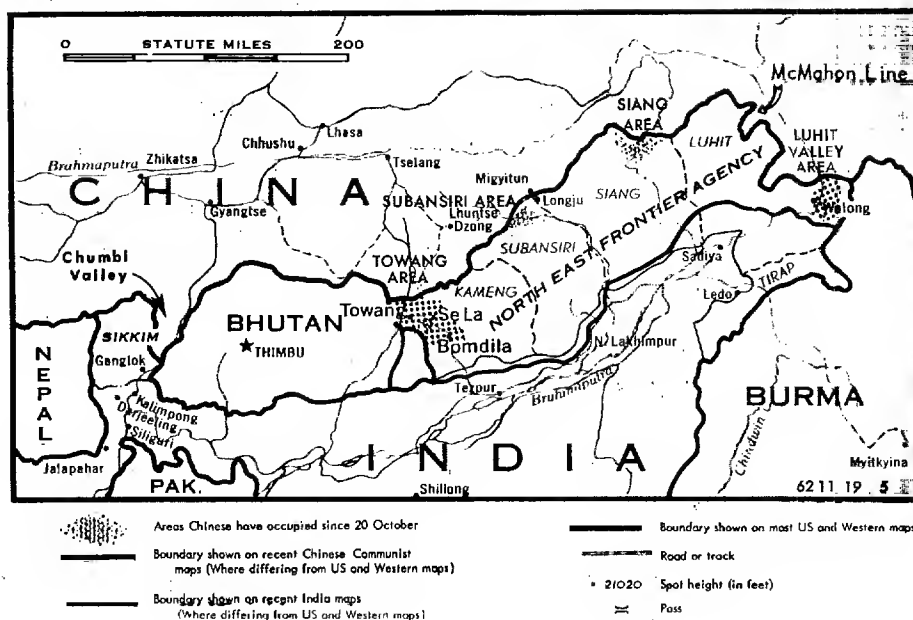 0 STATUTE MILES 200
McMahon Line
SIANG
AREA
LUHIT
LUHIT
VALLEY
AREA
Lhasa
Chhushu
Brahmaputra
Zhikatsa
Tselang
CHINA
Migyitun
SUBANSIRI AREA
Longju
SIANG
Walong
Gyangtse
Lhuntse
Dzong
NORTH EAST FRONTIER AGENCY
SUBANSIRI
Chumbi
Valley
TOWANG
AREA
Sadiya
KAMENG
Ledo
TIRAP
Towang
Se La
BHUTAN
SIKKIM
THIMBU
Bomdila
N. Lakhimpur
NEPAL
Ganglok
Tezpur
Brahmaputra
BURMA
Kalimpong
Darjeeling
Siliguri
INDIA
Chindwin
Jalapahar
Myitkyina
PAK.
Shillong
62 11 19 5
Areas Chinese have occupied since 20 October
Boundary shown on recent Chinese Communist
maps (Where differing from US and Western maps)
Boundary shown on recent India maps
(Where differing from US and Western maps)
Boundary shown on most US and Western maps
Road or track
• 21020 Spot height (in feet)
Pass